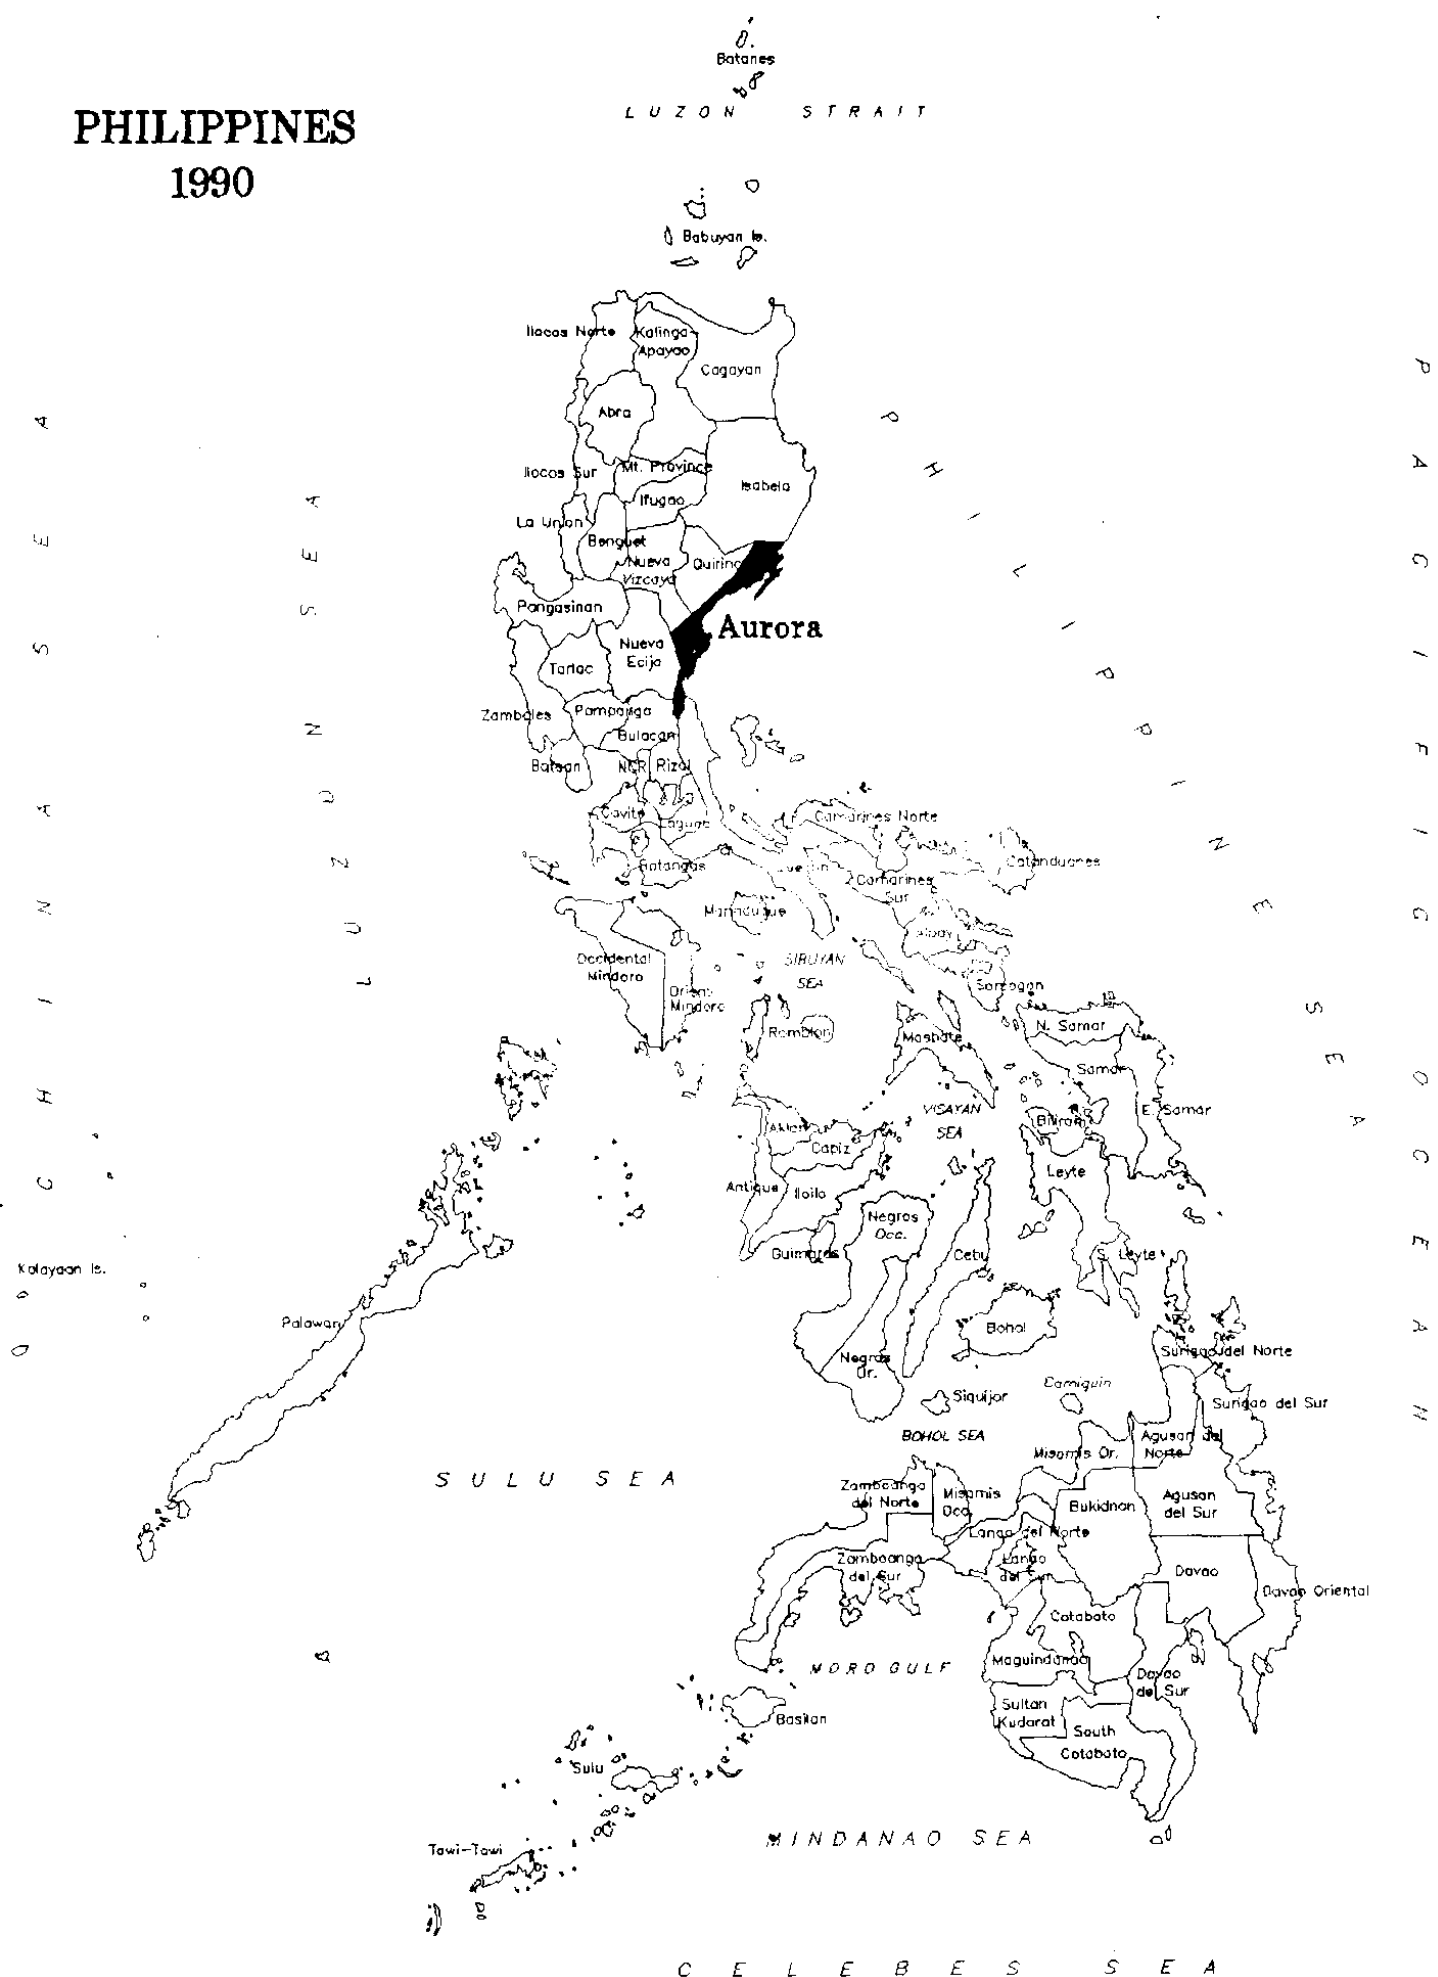 Batanes
LUZON STRAIT
PHILIPPINES
1990
Babuyan Is.
Ilocos Norte
Kalinga-
Apayao
Cagayan
Abra
Ilocos Sur
Mt. Province
Isabela
Ifugao
La Union
Benguet
Nueva
Vizcaya
Quirino
Pangasinan
Aurora
Nueva
Ecija
Tarlac
Zambales
Pampanga
Bulacan
Bataan
NCR
Rizal
Cavite
Laguna
Camarines Norte
Batangas
Catanduanes
Camarines
Sur
Marinduque
Albay
Occidental
Mindoro
SIBUYAN
SEA
Sorsogon
Orient.
Mindoro
Romblon
Masbate
N. Samar
Samar
E. Samar
VISAYAN
SEA
Biliran
Aklan
Capiz
Leyte
Antique
Iloilo
Negros
Occ.
Guimaras
Cebu
S. Leyte
Kalayaan Is.
Palawan
Bohol
Negros
Or.
Surigao del Norte
Siquijor
Camiguin
Surigao del Sur
BOHOL SEA
Misamis Or.
Agusan del
Norte
SULU SEA
Zamboanga
del Norte
Misamis
Occ.
Bukidnon
Agusan
del Sur
Lanao del Norte
Zamboanga
del Sur
Lanao
del Sur
Davao
Davao Oriental
Cotabato
MORO GULF
Maguindanao
Davao
del Sur
Sultan
Kudarat
South
Cotabato
Basilan
Sulu
Tawi-Tawi
MINDANAO SEA
CELEBES SEA
CHINA SEA
LUZON SEA
PHILIPPINE SEA
PACIFIC OCEAN